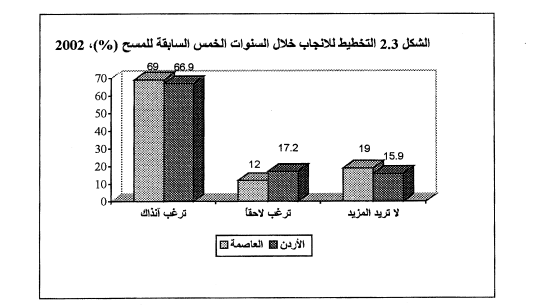 الشكل 2.3 التخطيط للانجاب خلال السنوات الخمس السابقة للمسح (%)، 2002
69 66.9
70
60
50
40
30
20
10
0
12 17.2
19 15.9
ترغب آنذاك
ترغب لاحقاً
لا تريد المزيد
العاصمة الأردن